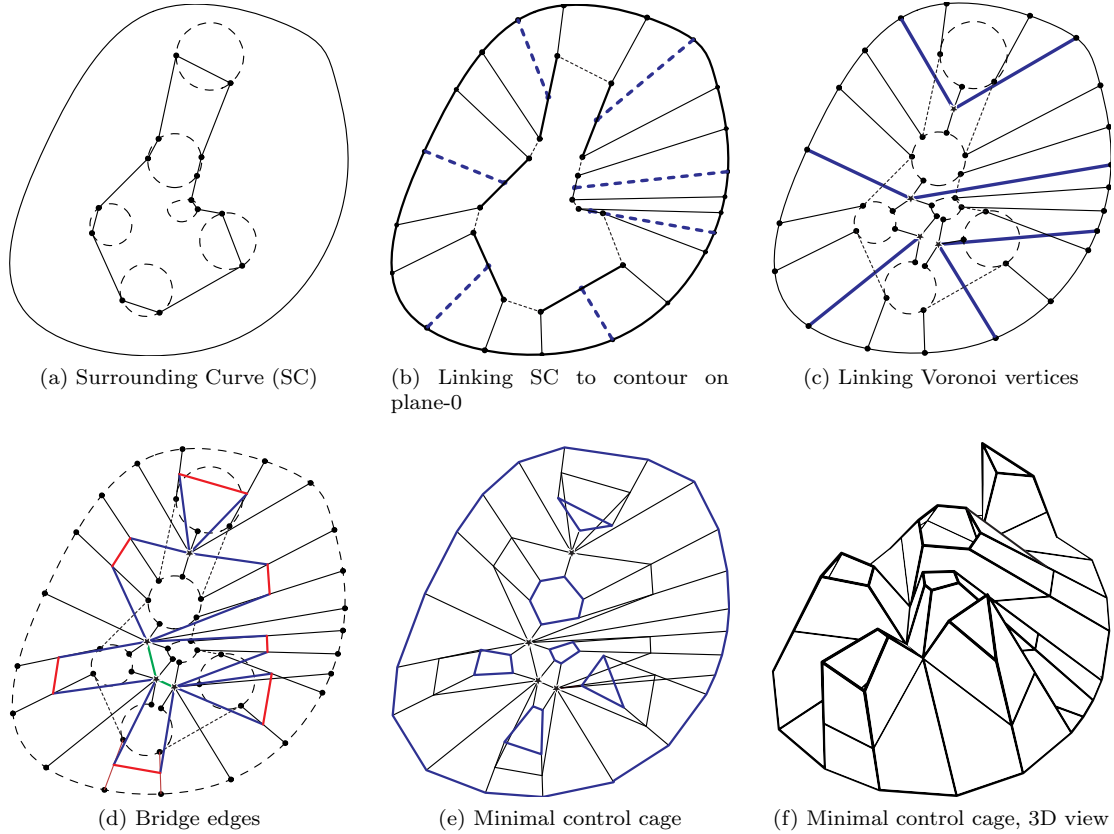 (a) Surrounding Curve (SC)
(b) Linking SC to contour on
plane-0
(c) Linking Voronoi vertices
(d) Bridge edges
(e) Minimal control cage
(f) Minimal control cage, 3D view